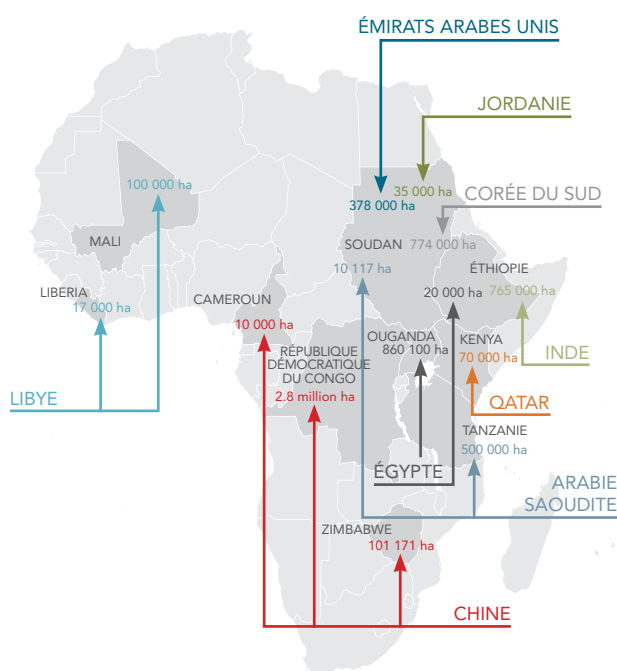 ÉMIRATS ARABES UNIS
JORDANIE
100 000 ha
35 000 ha
CORÉE DU SUD
378 000 ha
MALI
SOUDAN
774 000 ha
10 117 ha
ÉTHIOPIE
LIBERIA
17 000 ha
CAMEROUN
20 000 ha
765 000 ha
10 000 ha
OUGANDA
860 100 ha
KENYA
70 000 ha
INDE
RÉPUBLIQUE
DÉMOCRATIQUE
DU CONGO
2.8 million ha
LIBYE
QATAR
TANZANIE
500 000 ha
ÉGYPTE
ARABIE
SAOUDITE
ZIMBABWE
101 171 ha
CHINE